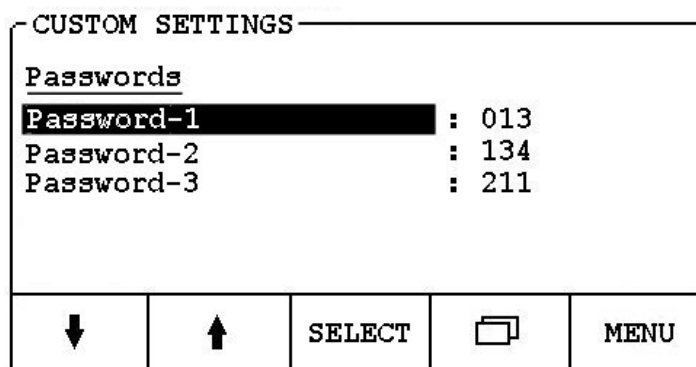 CUSTOM SETTINGS
Passwords
Password-1 : 013
Password-2 : 134
Password-3 : 211
SELECT MENU